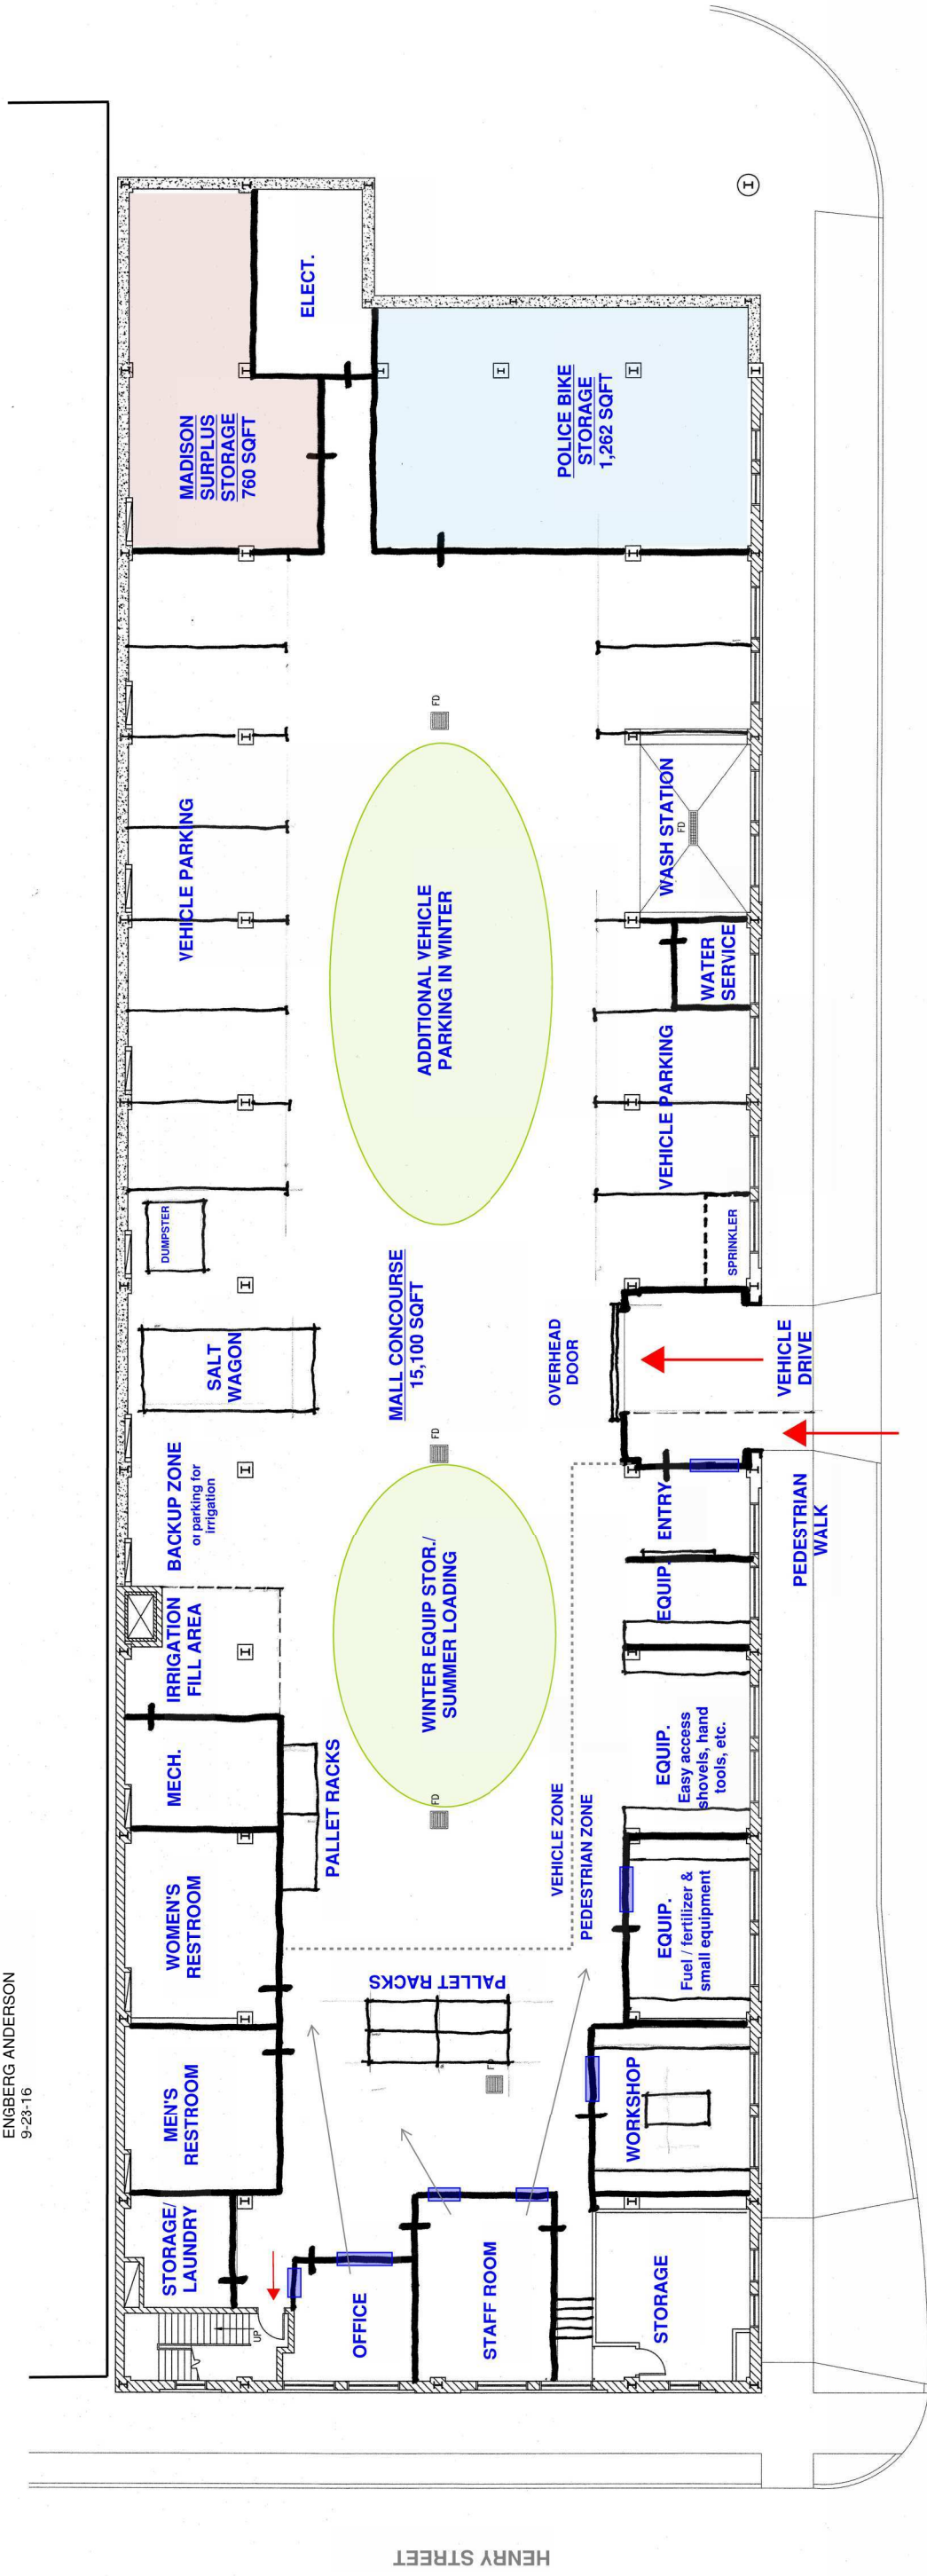 ENGBERG ANDERSON
9-23-16
HENRY STREET
STORAGE/
LAUNDRY
MEN'S
RESTROOM
WOMEN'S
RESTROOM
MECH.
IRRIGATION
FILL AREA
BACKUP ZONE
or parking for
irrigation
SALT
WAGON
DUMPSTER
VEHICLE PARKING
MADISON
SURPLUS
STORAGE
760 SQFT
ELECT.
UP
OFFICE
STAFF ROOM
STORAGE
PALLET RACKS
FD
PALLET RACKS
FD
WINTER EQUIP STOR./
SUMMER LOADING
FD
MALL CONCOURSE
15,100 SQFT
ADDITIONAL VEHICLE
PARKING IN WINTER
FD
POLICE BIKE
STORAGE
1,262 SQFT
VEHICLE ZONE
PEDESTRIAN ZONE
OVERHEAD
DOOR
WORKSHOP
EQUIP.
Fuel / fertilizer &
small equipment
EQUIP.
Easy access
shovels, hand
tools, etc.
EQUIP.
ENTRY
SPRINKLER
VEHICLE PARKING
WATER
SERVICE
WASH STATION
FD
PEDESTRIAN
WALK
VEHICLE
DRIVE